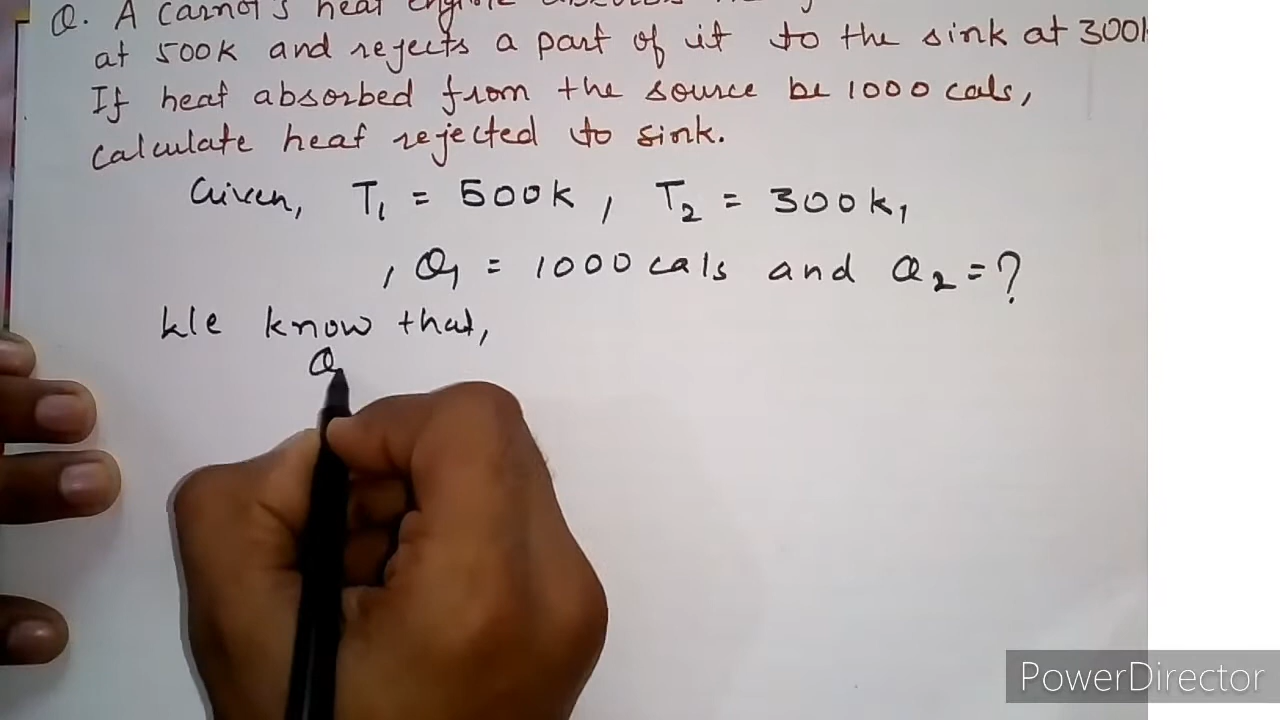 Q. A Carnot's heat engine
at 500K and rejects a part of it to the sink at 300K
If heat absorbed from the source be 1000 cals,
calculate heat rejected to sink.
Given, T1 = 500K, T2 = 300K,
, Q1 = 1000 cals and Q2 = ?
We know that,
Q
PowerDirector